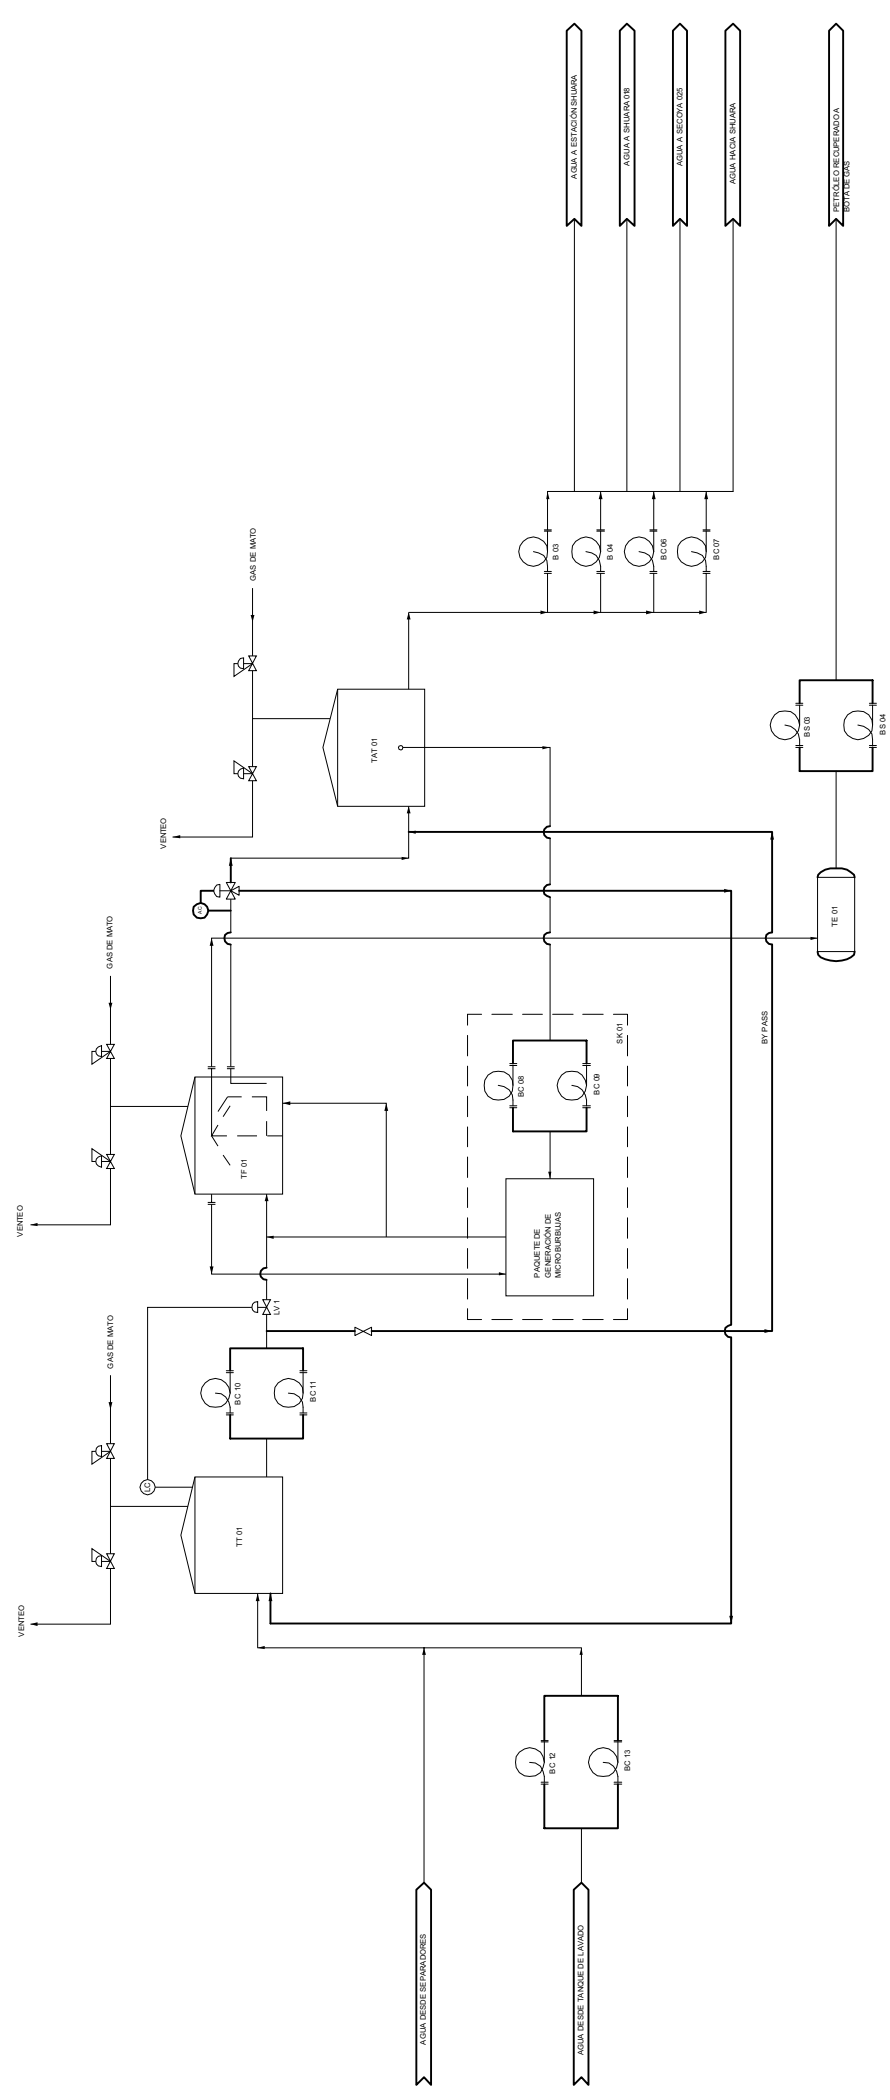 AGUA A ESTACIÓN SHUARA
AGUA A SHUARA 018
AGUA A SECOYA 025
AGUA HACIA SHUARA
PETRÓLEO RECUPERADO A
BOTA DE GAS
B 03
B 04
BC 06
BC 07
GAS DE MATO
VENTEO
TAT 01
BS 03
BS 04
TE 01
AC
GAS DE MATO
VENTEO
TF 01
BY PASS
SK 01
BC 08
BC 09
PAQUETE DE
GENERACIÓN DE
MICROBURBUJAS
LV 1
BC 10
BC 11
GAS DE MATO
VENTEO
LC
TT 01
BC 12
BC 13
AGUA DESDE SEPARADORES
AGUA DESDE TANQUE DE LAVADO